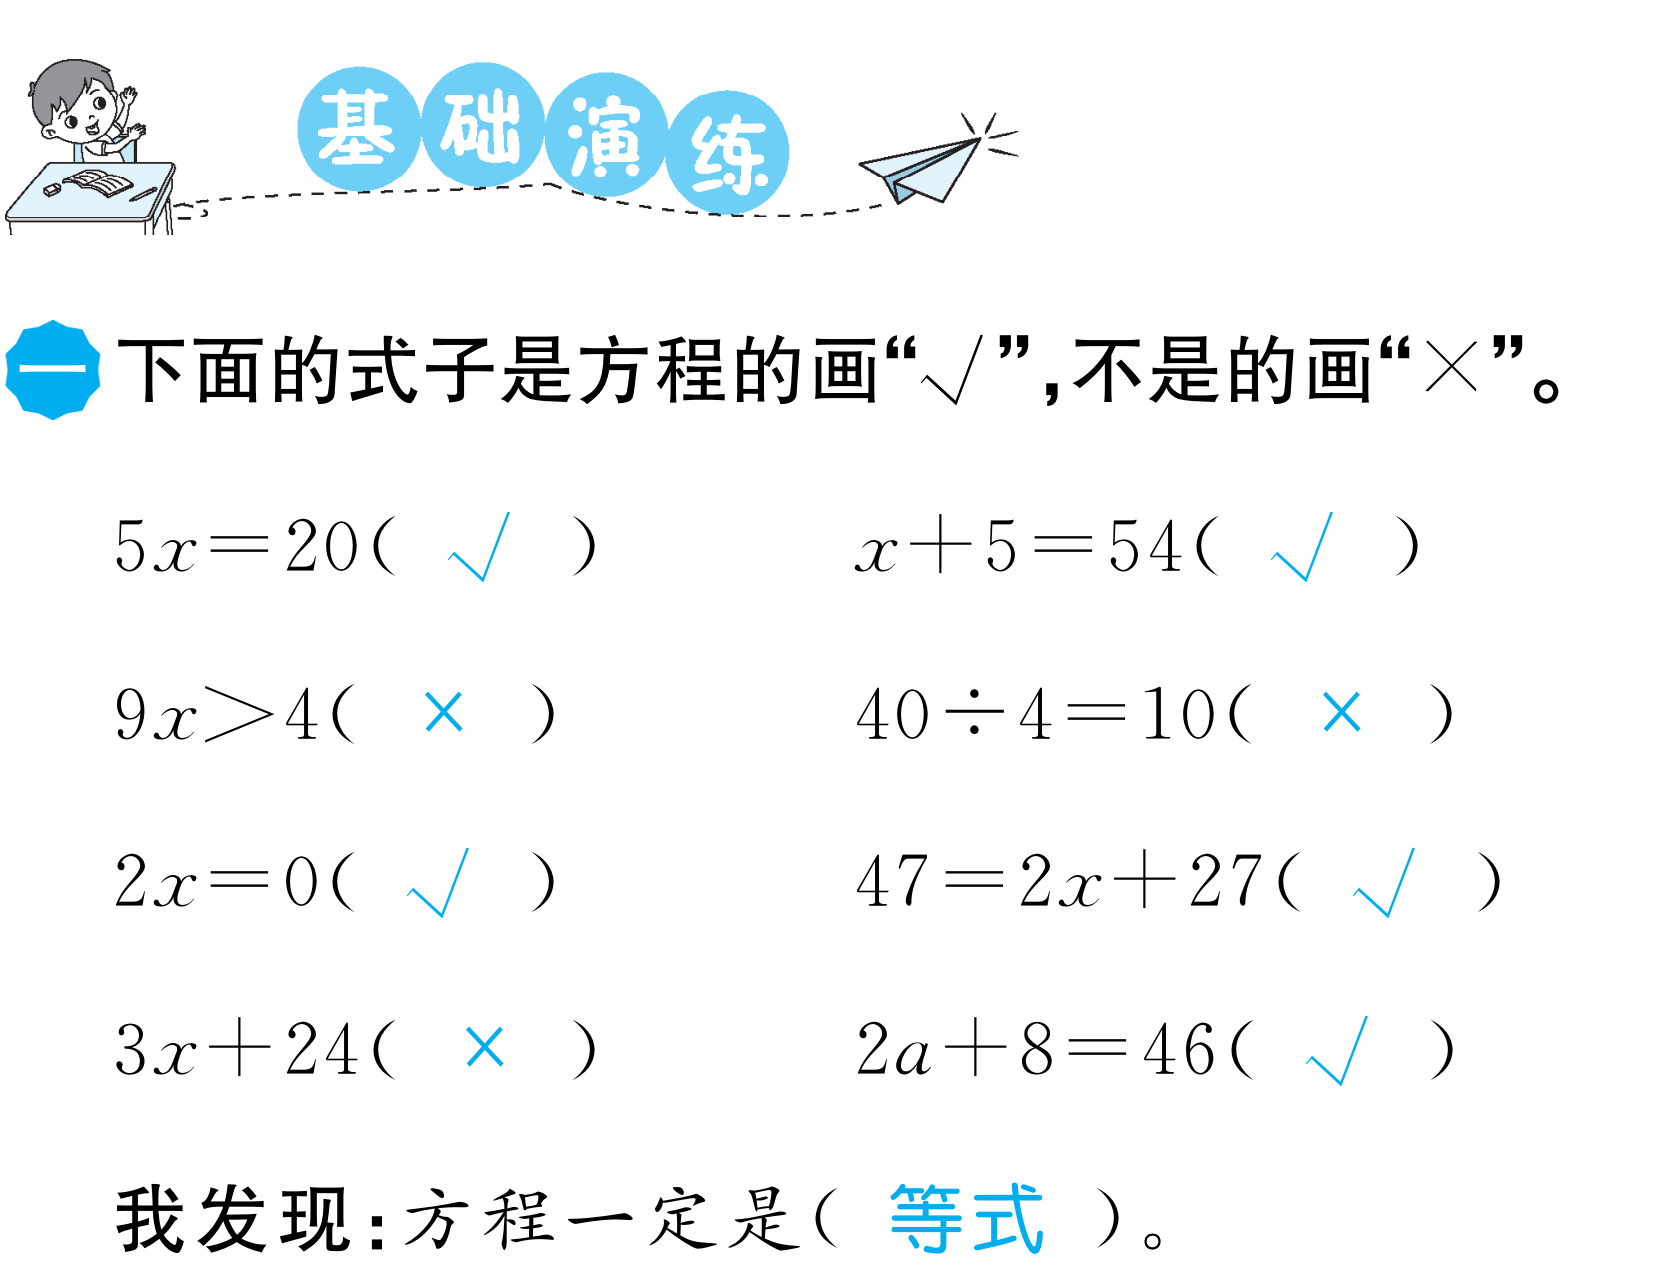 基础演练
一 下面的式子是方程的画“√”,不是的画“×”。
5x=20( √ ) x+5=54( √ )
9x>4( × ) 40÷4=10( × )
2x=0( √ ) 47=2x+27( √ )
3x+24( × ) 2a+8=46( √ )
我发现:方程一定是( 等式 )。